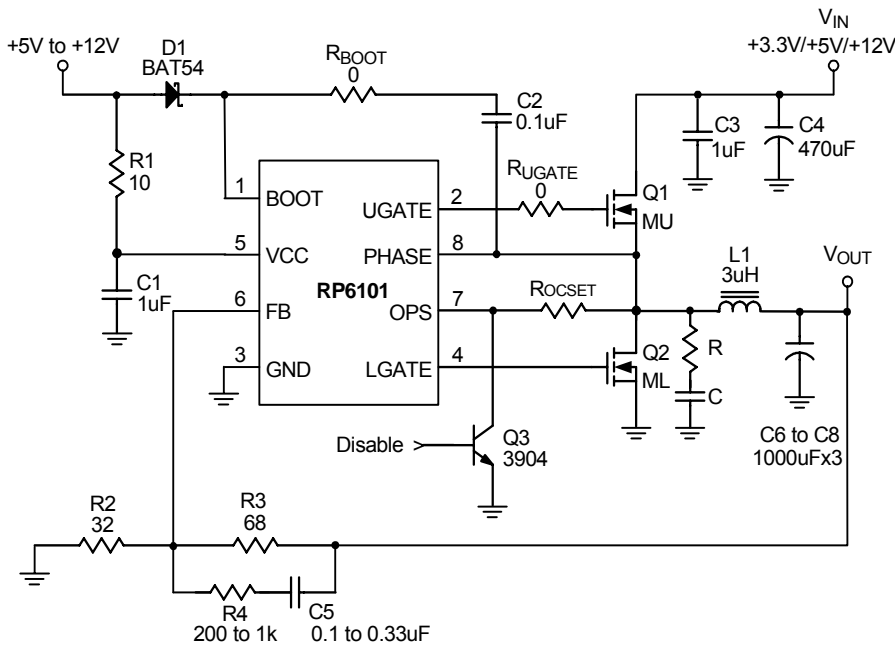 +5V to +12V
D1
BAT54
RBOOT
0
VIN
+3.3V/+5V/+12V
C2
0.1uF
C3
1uF
C4
470uF
R1
10
RUGATE
0
Q1
MU
1
BOOT
UGATE
2
5
VCC
PHASE
8
L1
3uH
VOUT
C1
1uF
RP6101
6
FB
OPS
7
ROCSET
3
GND
LGATE
4
Q2
ML
R
C
Disable
Q3
3904
C6 to C8
1000uFx3
R2
32
R3
68
R4
200 to 1k
C5
0.1 to 0.33uF